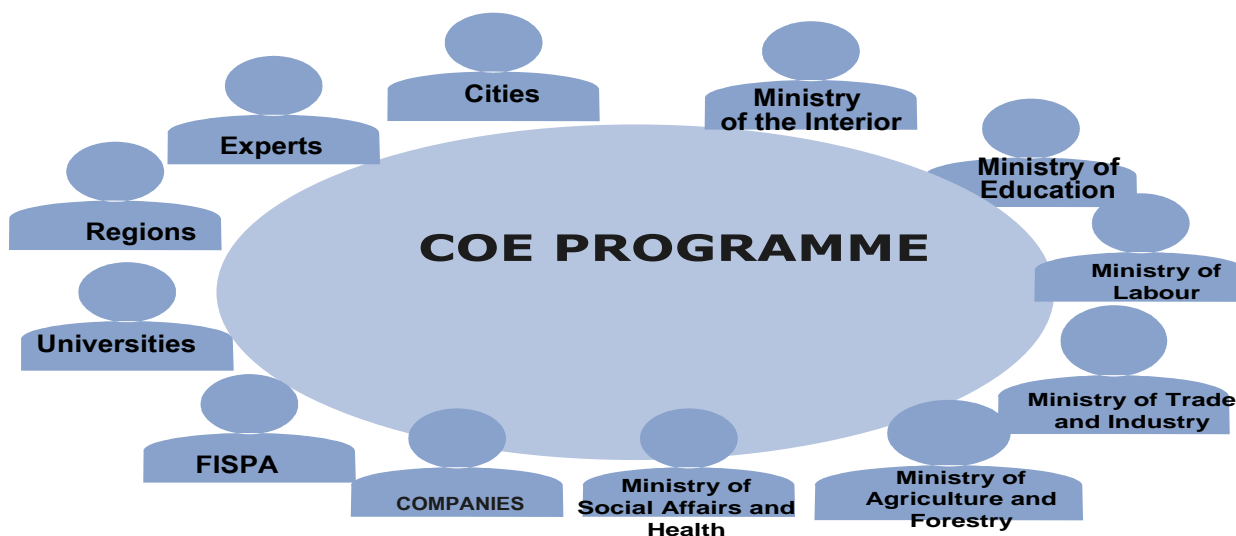 Cities
Ministry
of the Interior
Experts
Ministry of
Education
Regions
COE PROGRAMME
Ministry of
Labour
Universities
Ministry of Trade
and Industry
FISPA
COMPANIES
Ministry of
Social Affairs and
Health
Ministry of
Agriculture and
Forestry